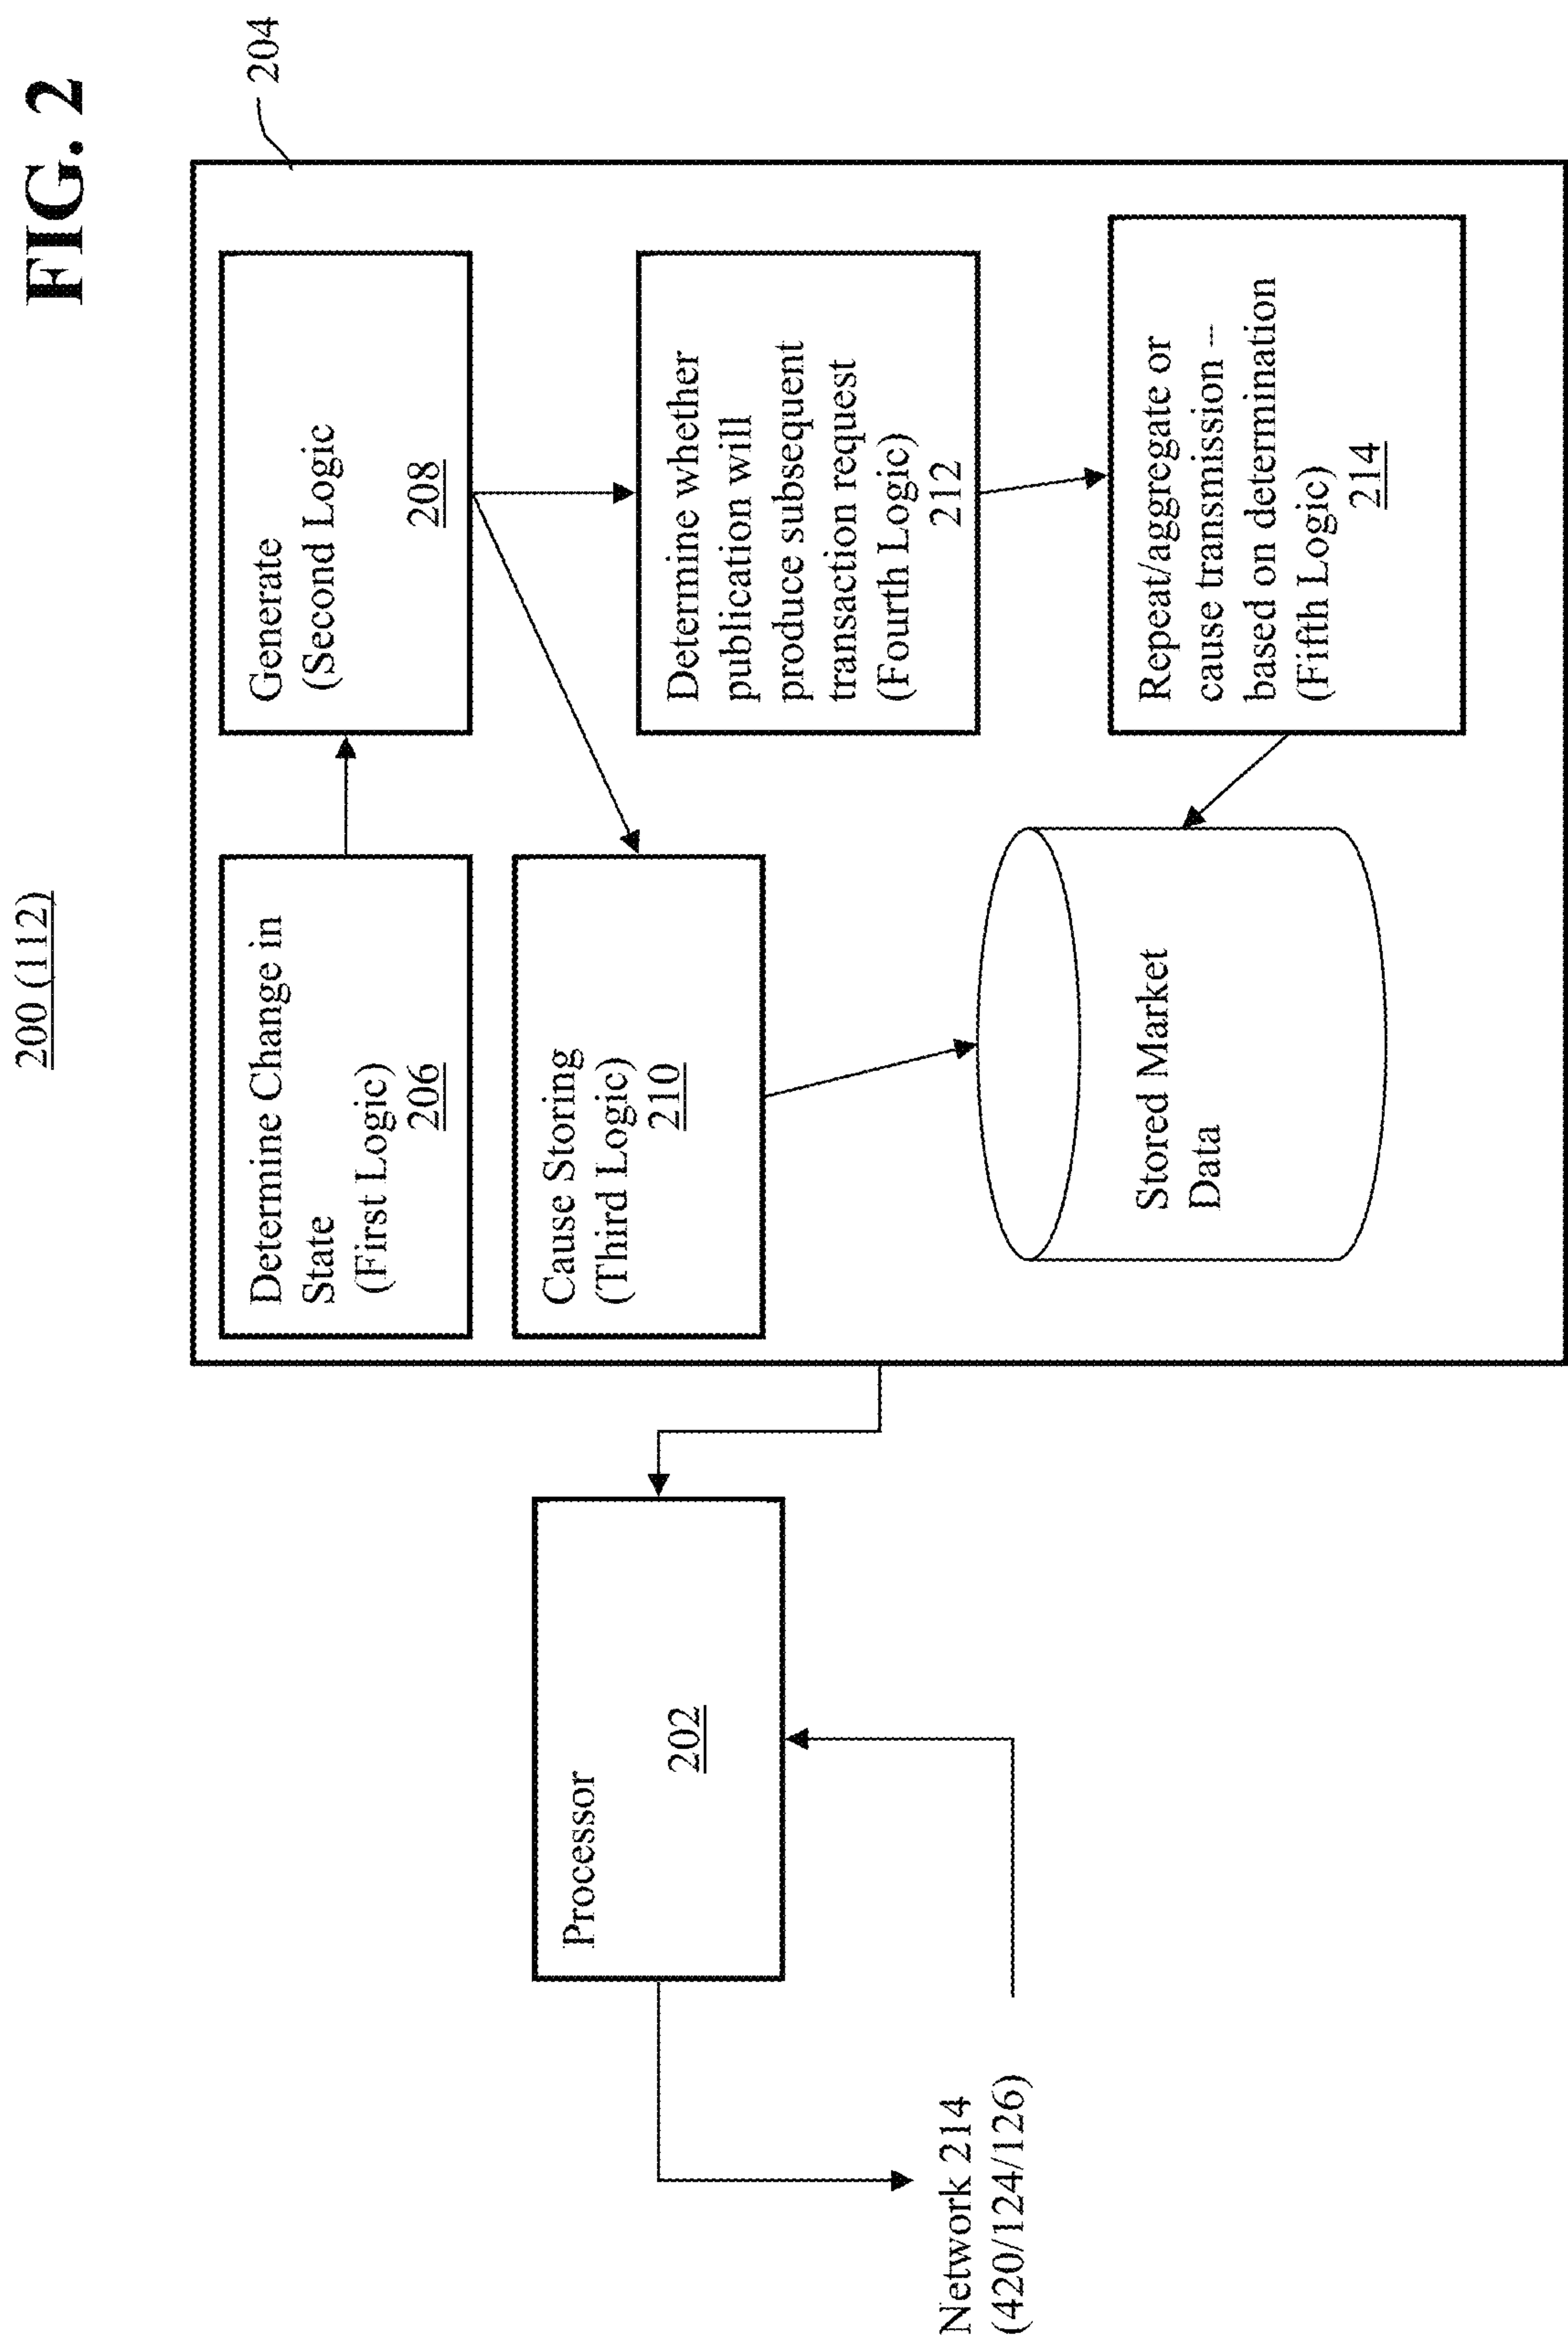 200 (112)
FIG. 2
204
Determine Change in
State
(First Logic)
206
Generate
(Second Logic
208
Cause Storing
(Third Logic)
210
Determine whether
publication will
produce subsequent
transaction request
(Fourth Logic)
212
Repeat/aggregate or
cause transmission –
based on determination
(Fifth Logic)
214
Stored Market
Data
Processor
202
Network 214
(420/124/126)